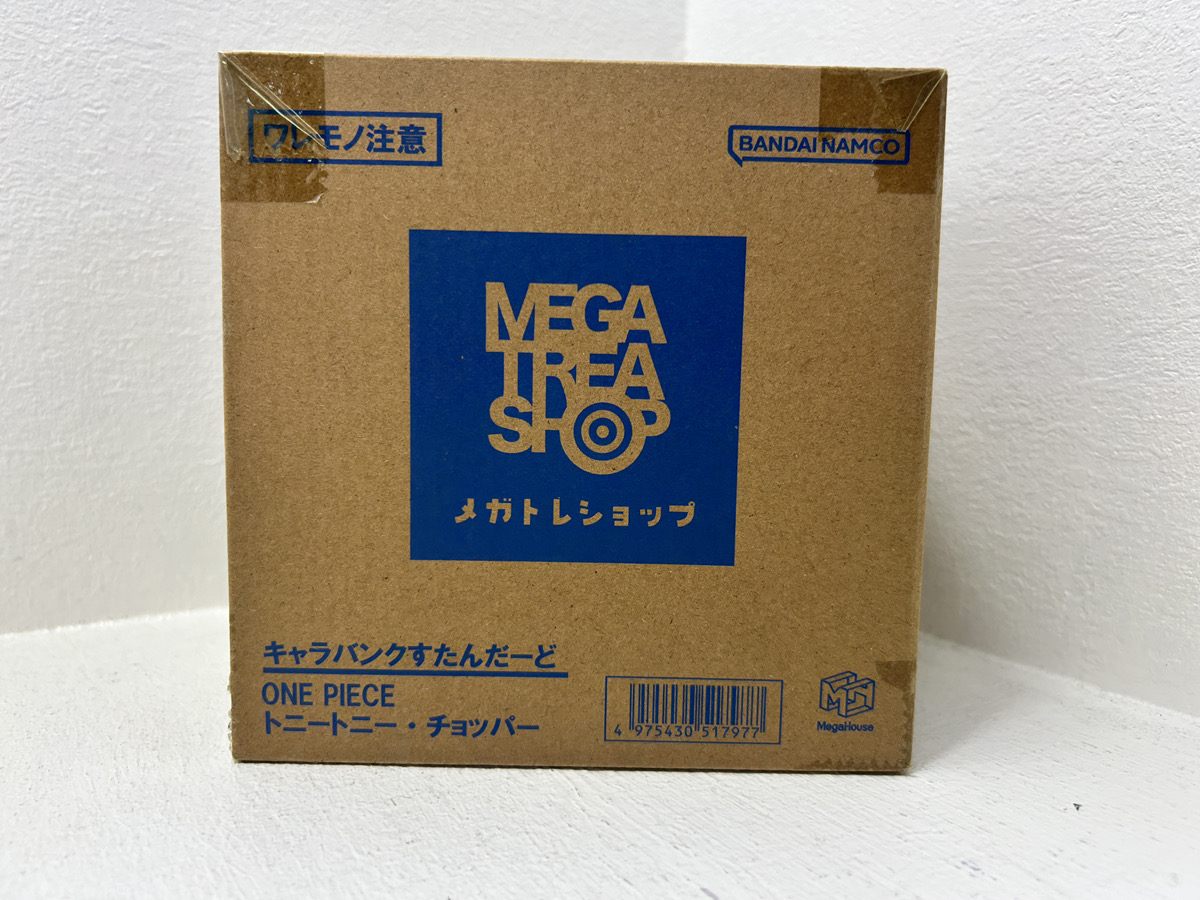 ワレモノ注意
BANDAI NAMCO
MEGA
TREA
SHOP
メガトレショップ
キャラバンクすたんだーど
ONE PIECE
トニートニー・チョッパー
4 975430 517977
MegaHouse